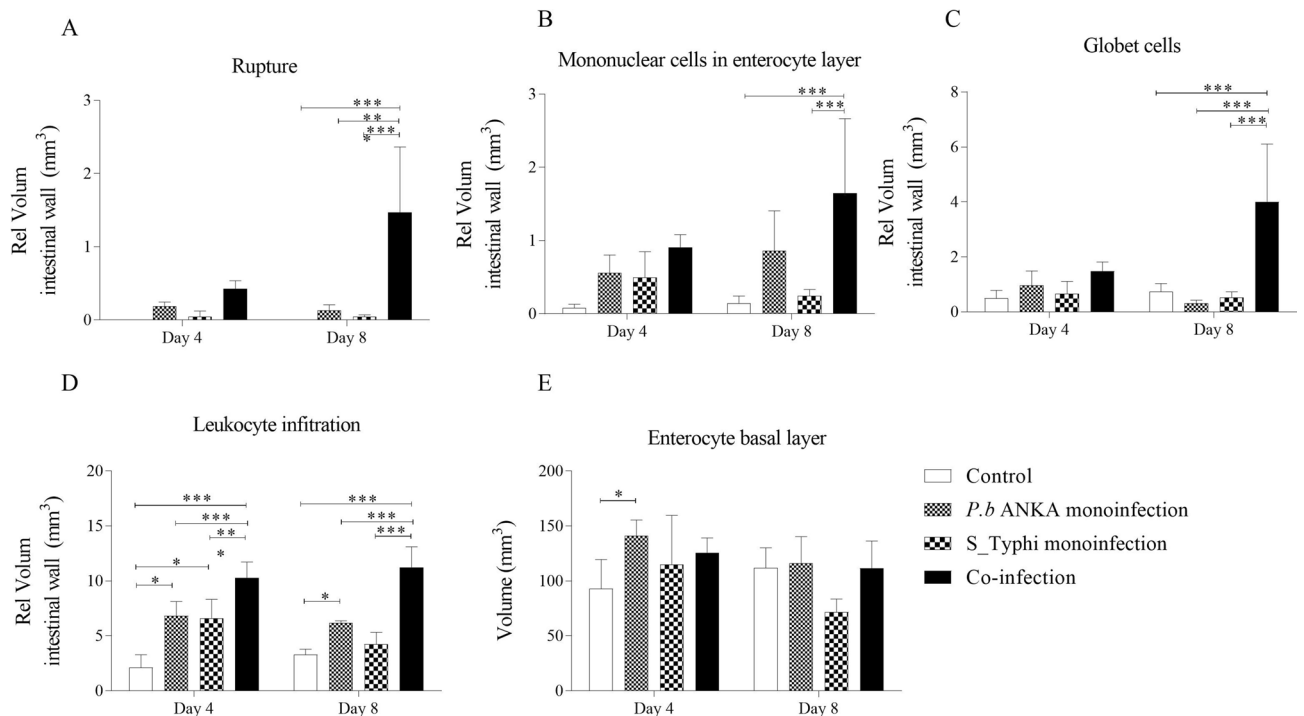 A
Rupture
Rel Volum
intestinal wall (mm³)
3
2
1
0
***
**
***
*
Day 4
Day 8
B
Mononuclear cells in enterocyte layer
Rel Volum
intestinal wall (mm³)
3
2
1
0
***
***
Day 4
Day 8
C
Globet cells
Rel Volum
intestinal wall (mm³)
8
6
4
2
0
***
***
***
Day 4
Day 8
D
Leukocyte infitration
Rel Volum
intestinal wall (mm³)
20
15
10
5
0
***
***
**
*
*
*
***
***
***
*
Day 4
Day 8
E
Enterocyte basal layer
Volume (mm³)
200
150
100
50
0
*
Day 4
Day 8
Control
P.b ANKA monoinfection
S_Typhi monoinfection
Co-infection